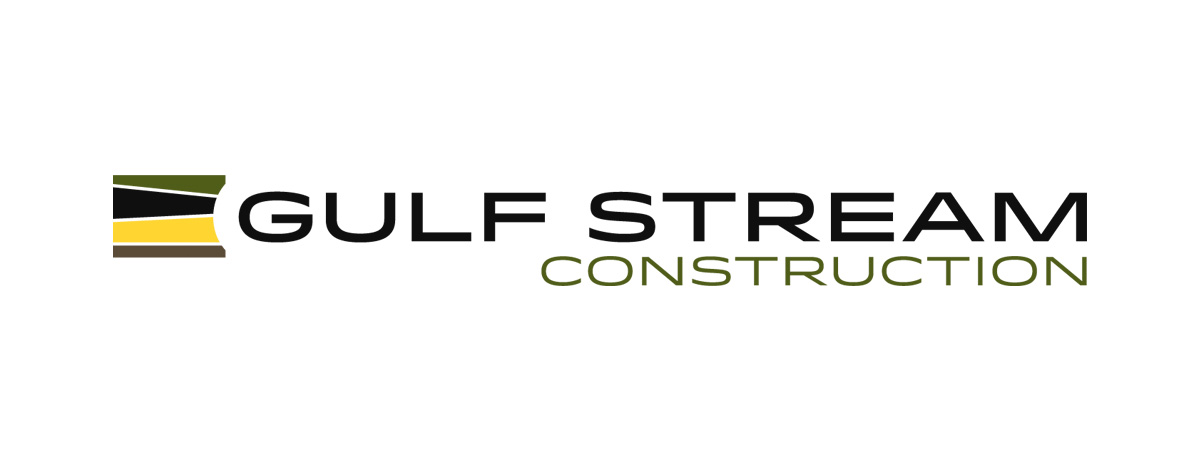 GULF STREAM
CONSTRUCTION